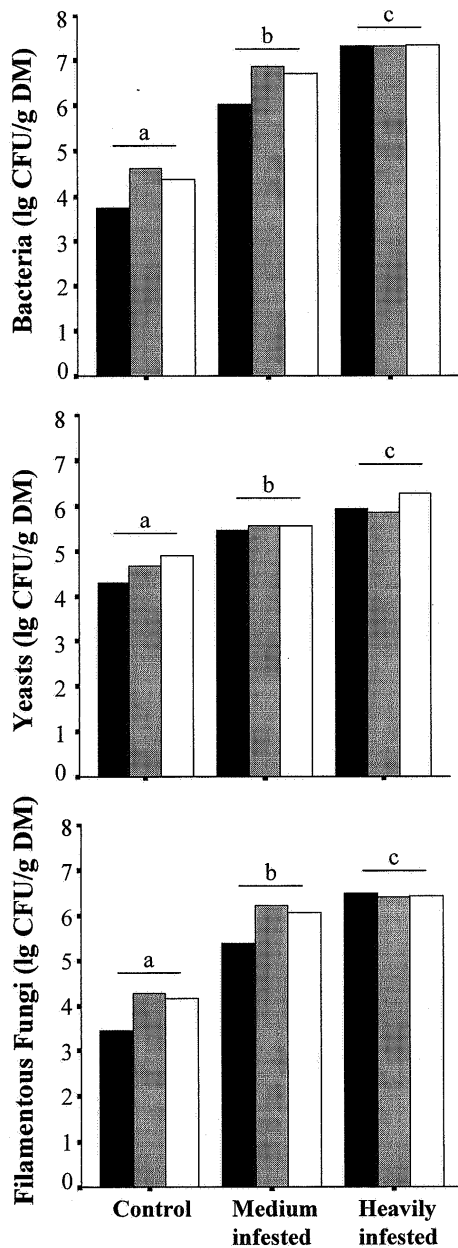 Bacteria (lg CFU/g DM)
8
7
6
5
4
3
2
1
0
a
b
c
Yeasts (lg CFU/g DM)
8
7
6
5
4
3
2
1
0
a
b
c
Filamentous Fungi (lg CFU/g DM)
8
7
6
5
4
3
2
1
0
a
b
c
Control
Medium infested
Heavily infested